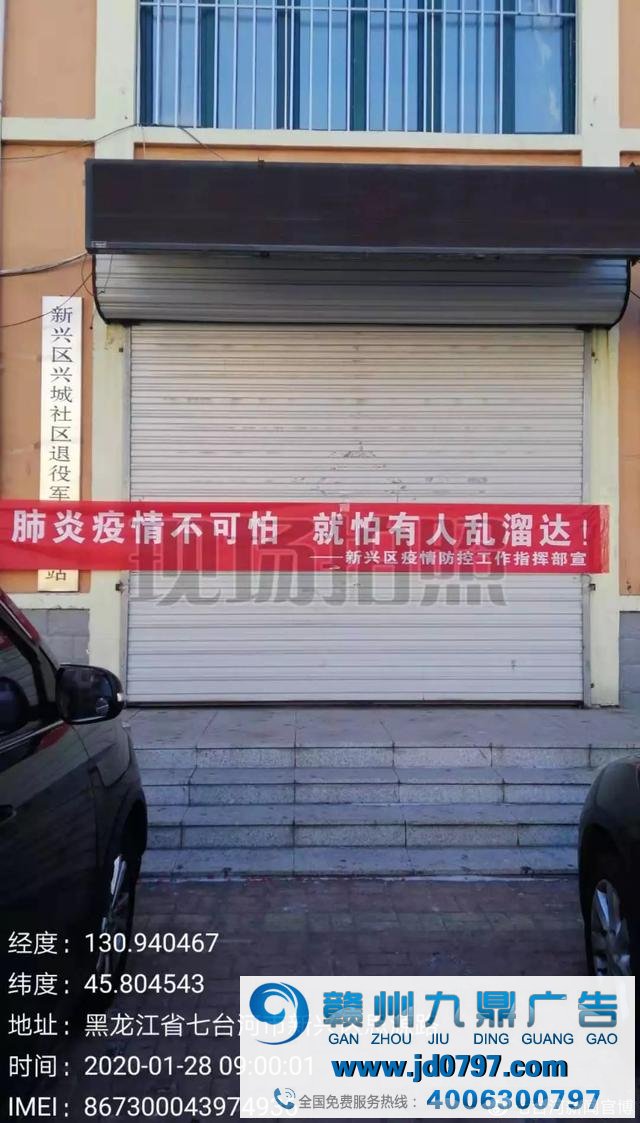 新兴区兴城社区退役军
站
肺炎疫情不可怕 就怕有人乱溜达！
——新兴区疫情防控工作指挥部宣
现场拍照
经度：130.940467
纬度：45.804543
地址：黑龙江省七台河市新兴
时间：2020-01-28 09:00:01
IMEI：867300043974936
赣州九鼎广告
GAN ZHOU JIU DING GUANG GAO
www.jd0797.com
全国免费服务热线：4006300797